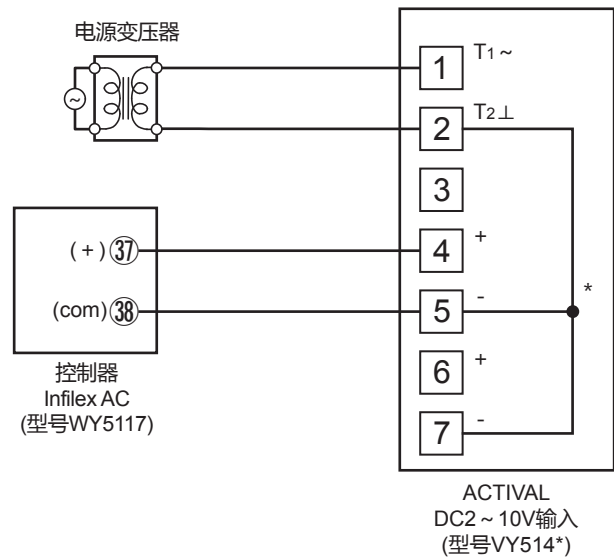 电源变压器
~
1 T1 ~
2 T2 ⊥
3
(+) 37
4 +
*
(com) 38
5 -
6 +
7 -
控制器
Infilex AC
(型号WY5117)
ACTIVAL
DC2 ~ 10V输入
(型号VY514*)